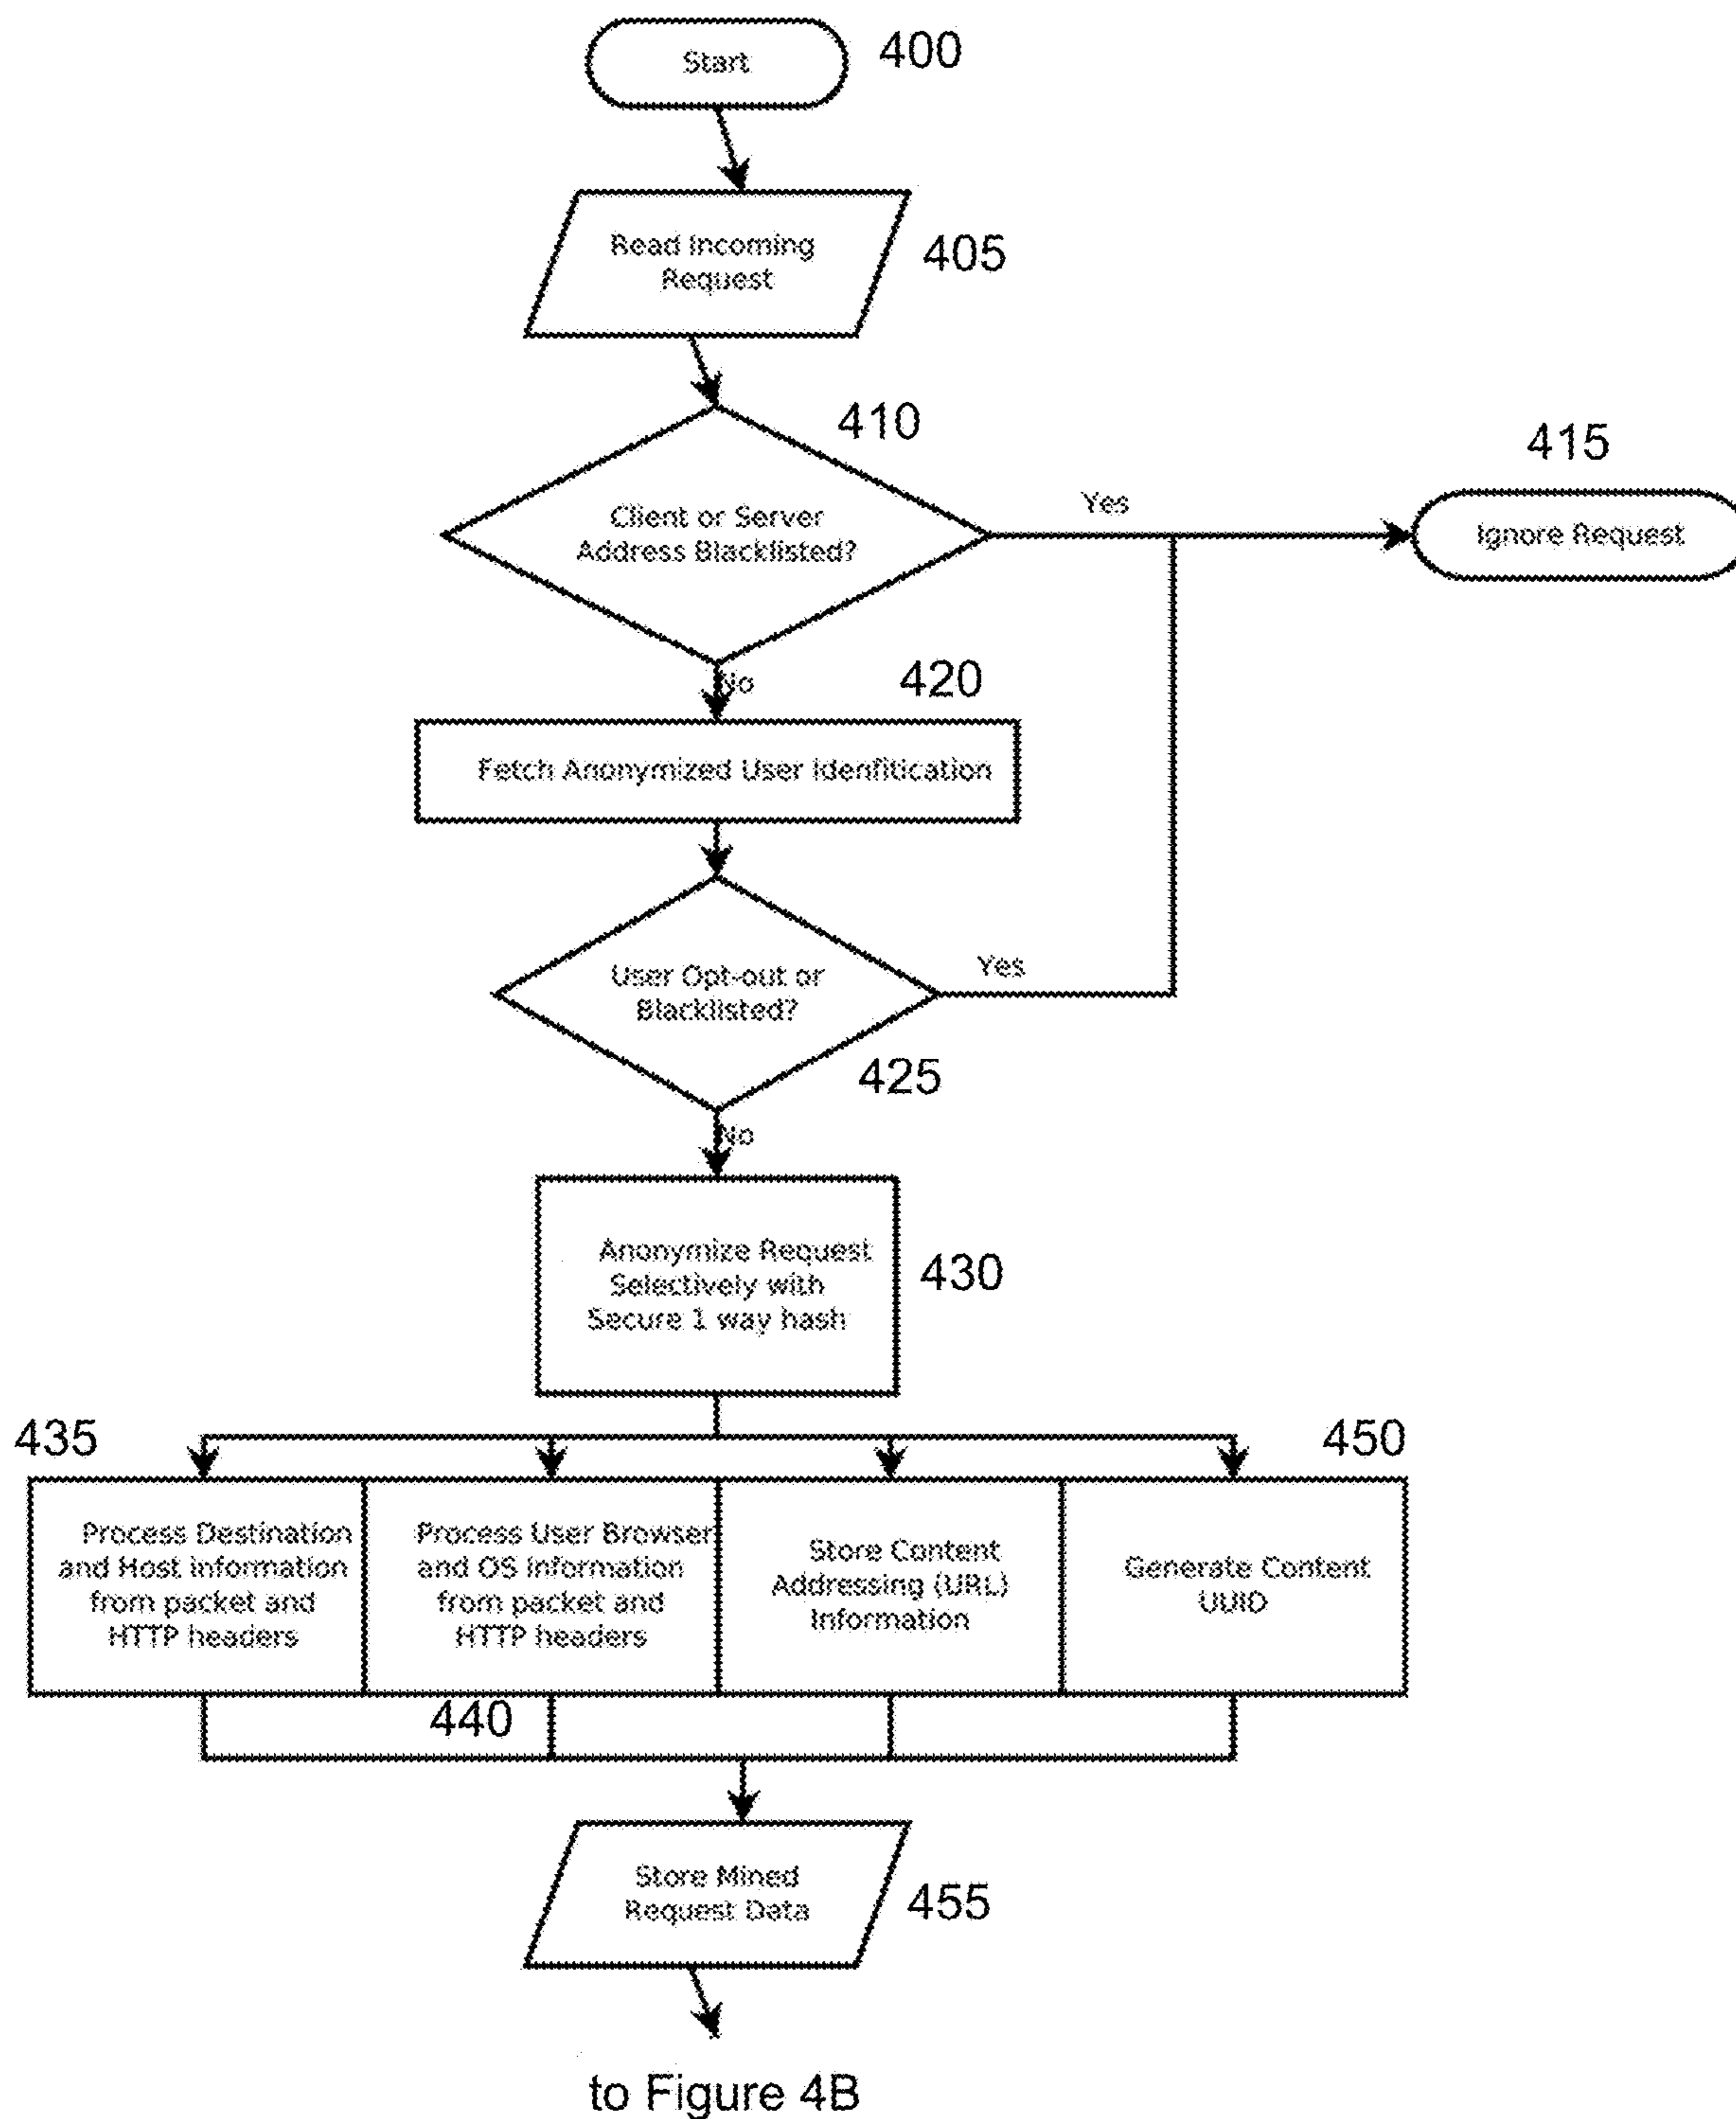 Start
400
Read Incoming
Request
405
410
Client or Server
Address Blacklisted?
Yes
415
Ignore Request
No
420
Fetch Anonymized User Idenfitication
User Opt-out or
Blacklisted?
Yes
425
No
Anonymize Request
Selectively with
Secure 1 way hash
430
435
450
Process Destination
and Host information
from packet and
HTTP headers
Process User Browser
and OS information
from packet and
HTTP headers
Store Content
Addressing (URL)
Information
Generate Content
UUID
440
Store Mined
Request Data
455
to Figure 4B